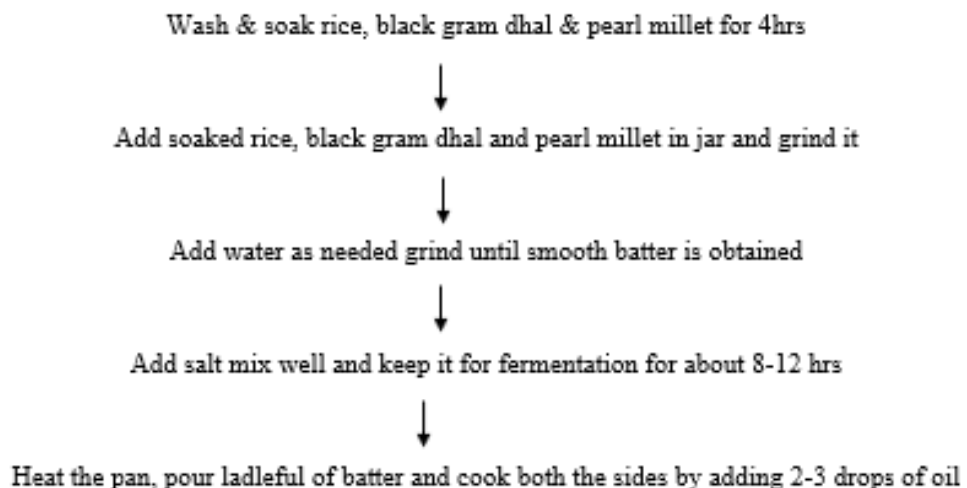 Wash & soak rice, black gram dhal & pearl millet for 4hrs
Add soaked rice, black gram dhal and pearl millet in jar and grind it
Add water as needed grind until smooth batter is obtained
Add salt mix well and keep it for fermentation for about 8-12 hrs
Heat the pan, pour ladleful of batter and cook both the sides by adding 2-3 drops of oil